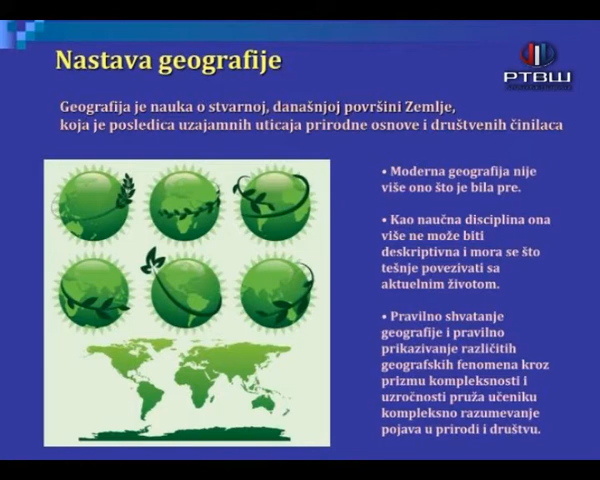 Nastava geografije
РТВШ
Geografija je nauka o stvarnoj, današnjoj površini Zemlje,
koja je posledica uzajamnih uticaja prirodne osnove i društvenih činilaca
• Moderna geografija nije
više ono što je bila pre.
• Kao naučna disciplina ona
više ne može biti
deskriptivna i mora se što
tešnje povezivati sa
aktuelnim životom.
• Pravilno shvatanje
geografije i pravilno
prikazivanje različitih
geografskih fenomena kroz
prizmu kompleksnosti i
uzročnosti pruža učeniku
kompleksno razumevanje
pojava u prirodi i društvu.